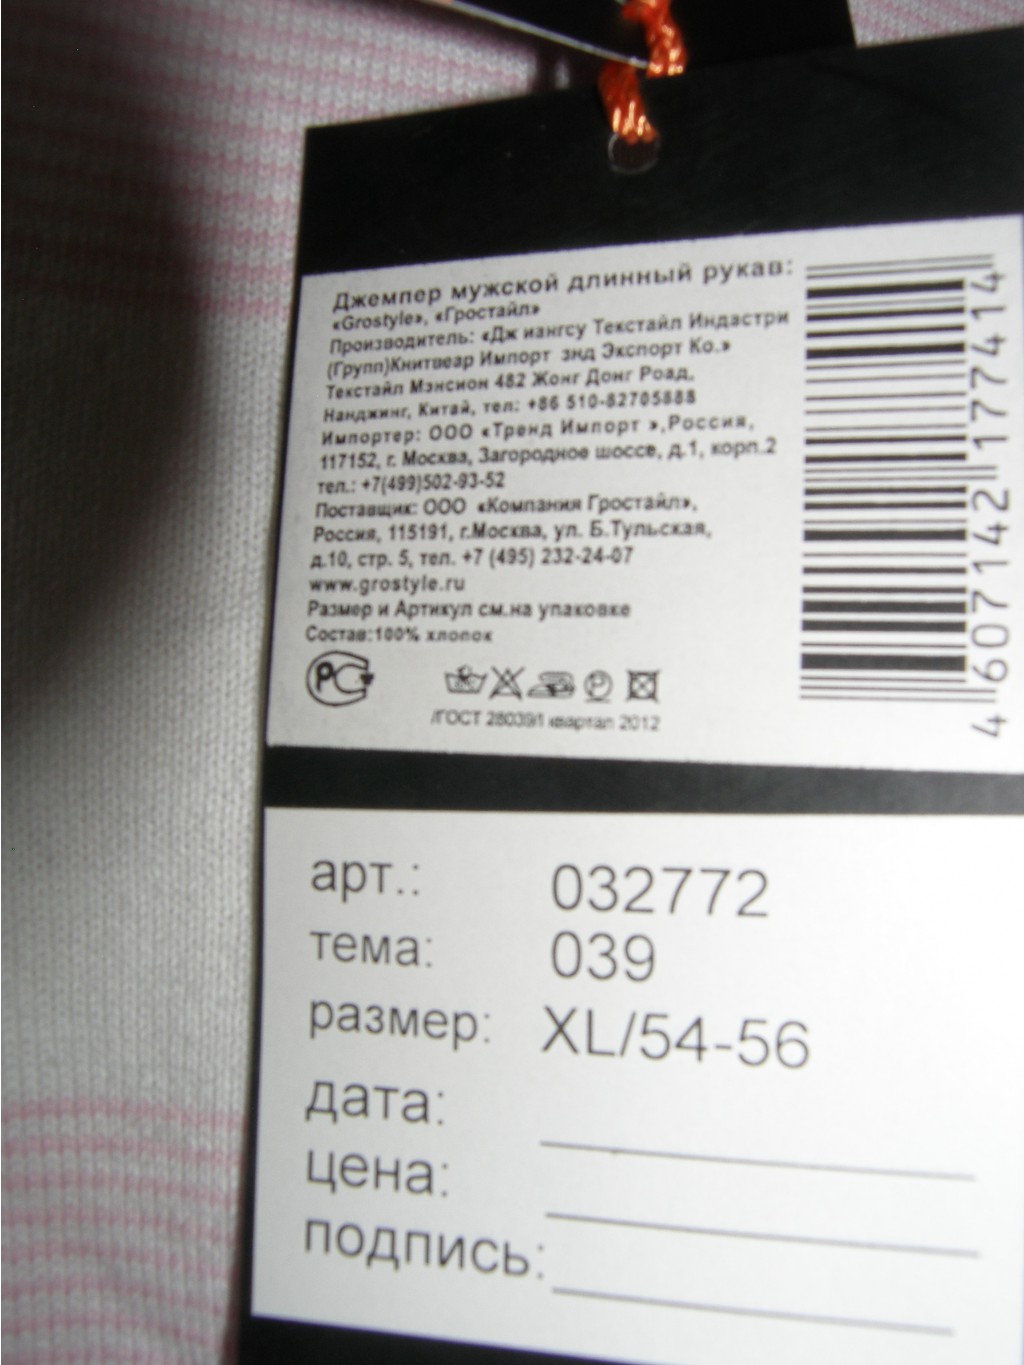 Джемпер мужской длинный рукав:
«Grostyle», «Гростайл»
Производитель: «Дж иангсу Текстайл Индастри
(Групп)Книтвеар Импорт энд Экспорт Ко.»
Текстайл Мэнсион 482 Жонг Донг Роад,
Нанджинг, Китай, тел: +86 510-82705888
Импортер: ООО «Тренд Импорт »,Россия,
117152, г. Москва, Загородное шоссе, д.1, корп.2
тел.: +7(499)502-93-52
Поставщик: ООО «Компания Гростайл»,
Россия, 115191, г.Москва, ул. Б.Тульская,
д.10, стр. 5, тел. +7 (495) 232-24-07
www.grostyle.ru
Размер и Артикул см.на упаковке
Состав:100% хлопок
РС
Р
/ГОСТ 28039/I квартал 2012
4 607142 177414
арт.: 032772
тема: 039
размер: XL/54-56
дата:
цена:
подпись: